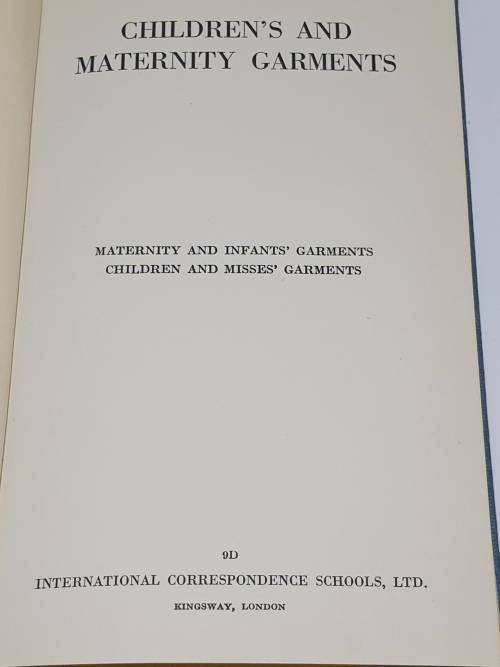 CHILDREN'S AND
MATERNITY GARMENTS
MATERNITY AND INFANTS' GARMENTS
CHILDREN AND MISSES' GARMENTS
9D
INTERNATIONAL CORRESPONDENCE SCHOOLS, LTD.
KINGSWAY, LONDON